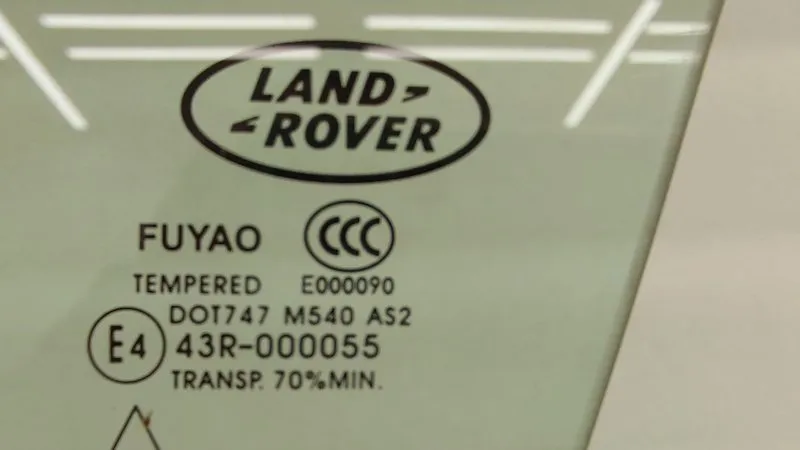 LAND
ROVER
FUYAO CCC
TEMPERED E000090
DOT747 M540 AS2
E4 43R-000055
TRANSP. 70%MIN.